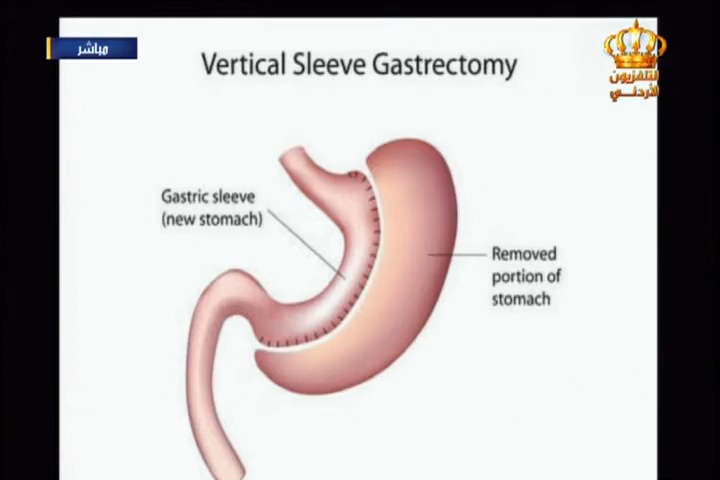 مباشر
Vertical Sleeve Gastrectomy
التلفزيون
الأردني
Gastric sleeve
(new stomach)
Removed
portion of
stomach